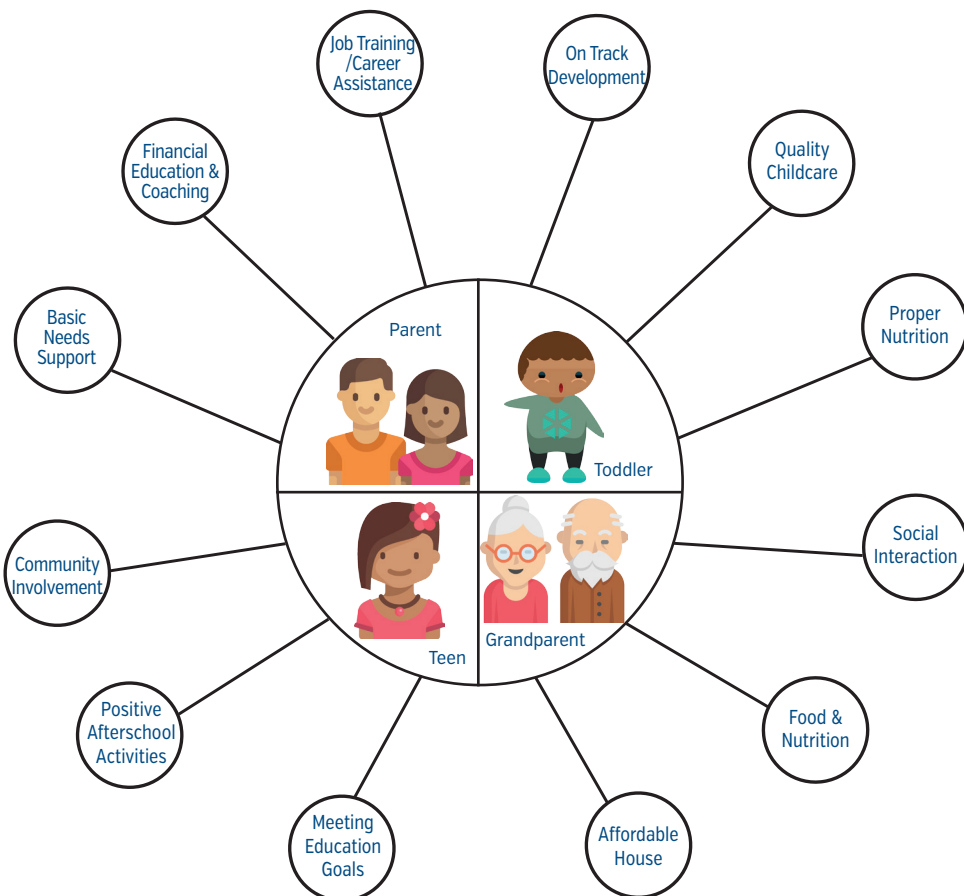 Job Training
/Career
Assistance
On Track
Development
Financial
Education &
Coaching
Quality
Childcare
Basic
Needs
Support
Parent
Proper
Nutrition
Toddler
Community
Involvement
Social
Interaction
Teen
Grandparent
Positive
Afterschool
Activities
Food &
Nutrition
Meeting
Education
Goals
Affordable
House